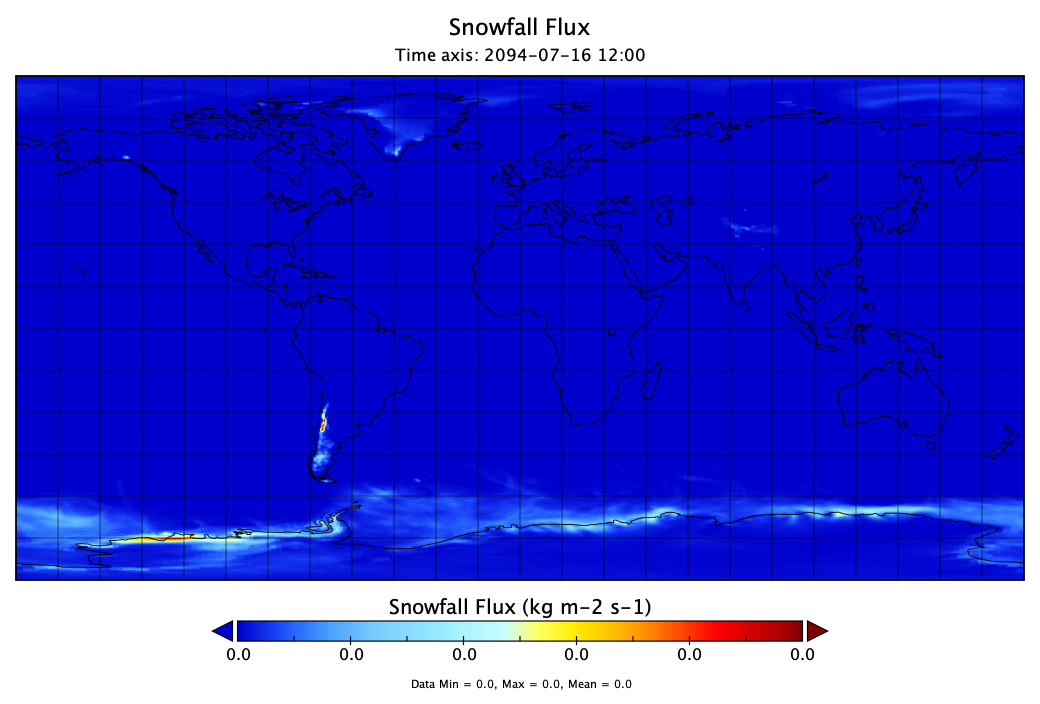 Snowfall Flux
Time axis: 2094-07-16 12:00
Snowfall Flux (kg m-2 s-1)
0.0 0.0 0.0 0.0 0.0 0.0
Data Min = 0.0, Max = 0.0, Mean = 0.0